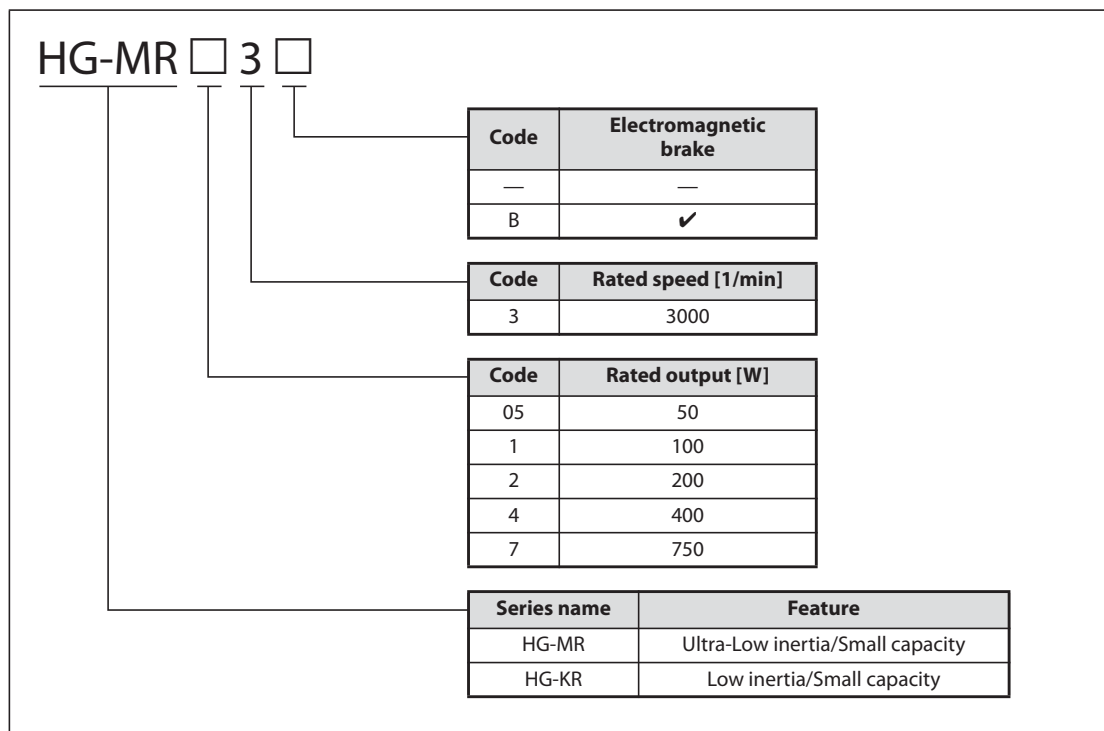 HG-MR □ 3 □
Code Electromagnetic
brake
— —
B ✔
Code Rated speed [1/min]
3 3000
Code Rated output [W]
05 50
1 100
2 200
4 400
7 750
Series name Feature
HG-MR Ultra-Low inertia/Small capacity
HG-KR Low inertia/Small capacity